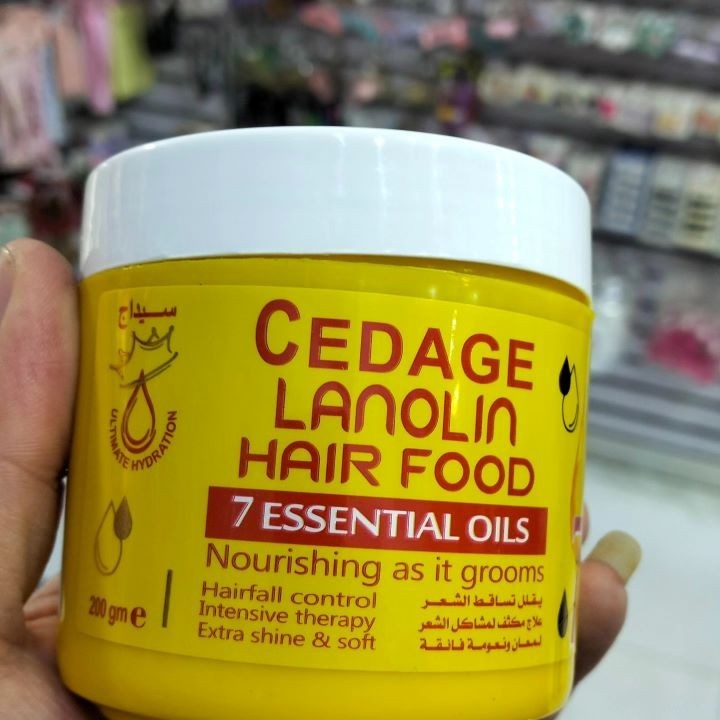 سيداج
ULTIMATE HYDRATION
CEDAGE
LANOLIN
HAIR FOOD
7 ESSENTIAL OILS
Nourishing as it grooms
Hairfall control
Intensive therapy
Extra shine & soft
يقلل تساقط الشعر
علاج مكثف لمشاكل الشعر
لمعان ونعومة فائقة
200 gm e